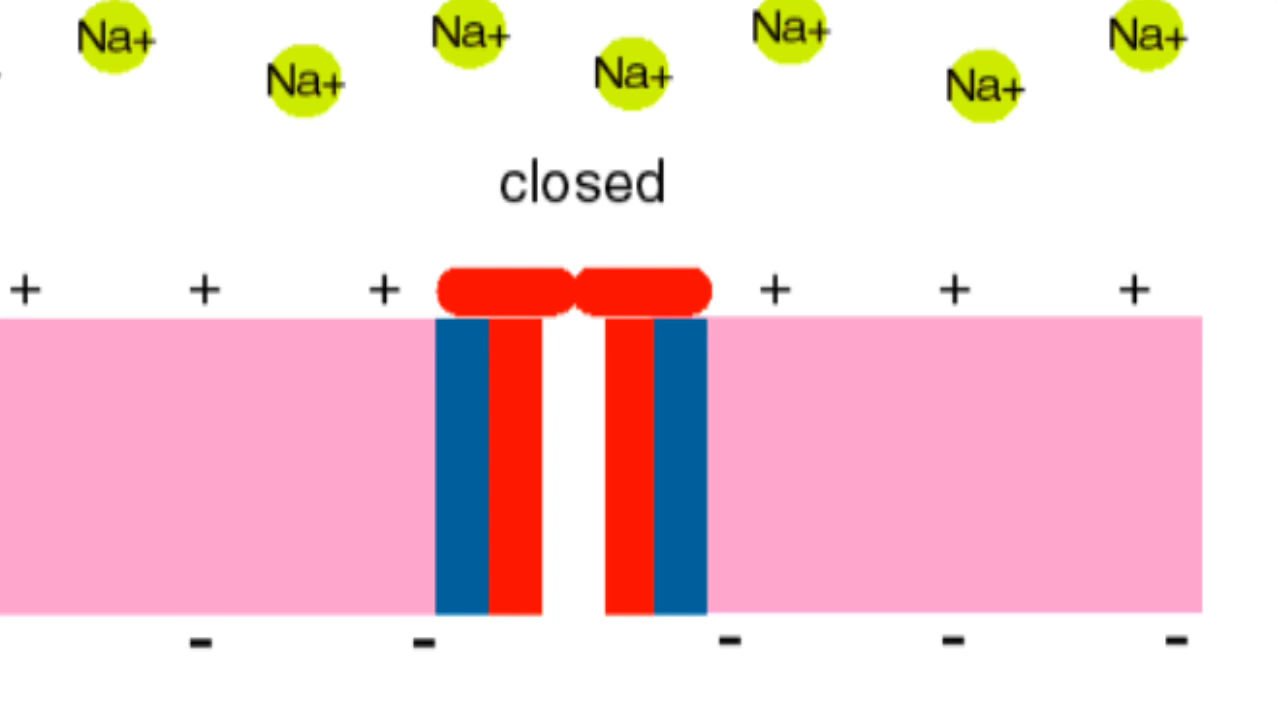 Na+ Na+ Na+ Na+ Na+ Na+ Na+
closed
+ + + + + +
- - - - -